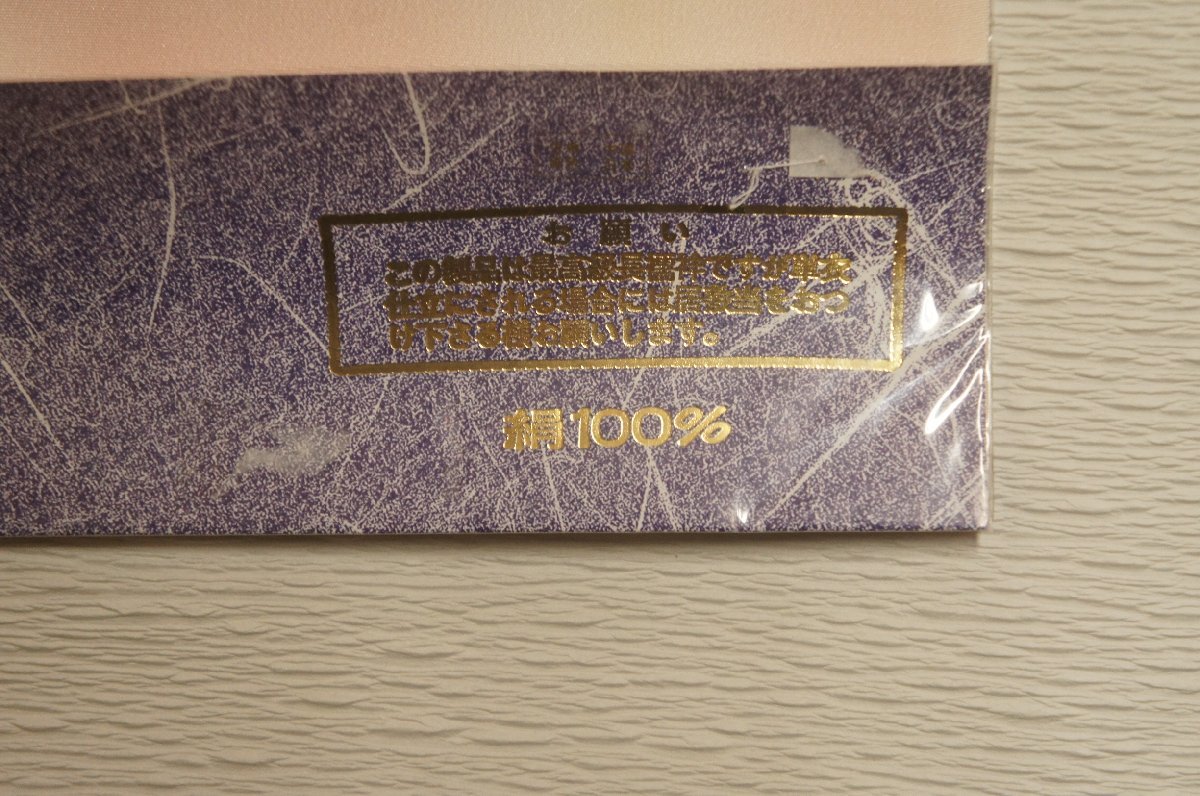 お願い
この製品は最高級長襦袢ですが単衣
仕立にされる場合には居敷当をおつ
け下さる様お願いします。
絹100%